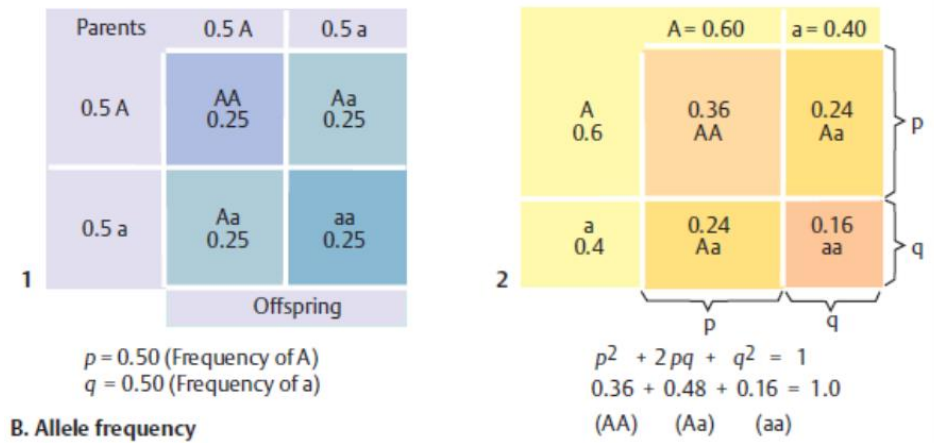 Parents 0.5 A 0.5 a
0.5 A
AA
0.25
Aa
0.25
0.5 a
Aa
0.25
aa
0.25
1
Offspring
p = 0.50 (Frequency of A)
q = 0.50 (Frequency of a)
B. Allele frequency
A = 0.60 a = 0.40
A
0.6
0.36
AA
0.24
Aa
p
a
0.4
0.24
Aa
0.16
aa
q
2
p q
p² + 2pq + q² = 1
0.36 + 0.48 + 0.16 = 1.0
(AA) (Aa) (aa)